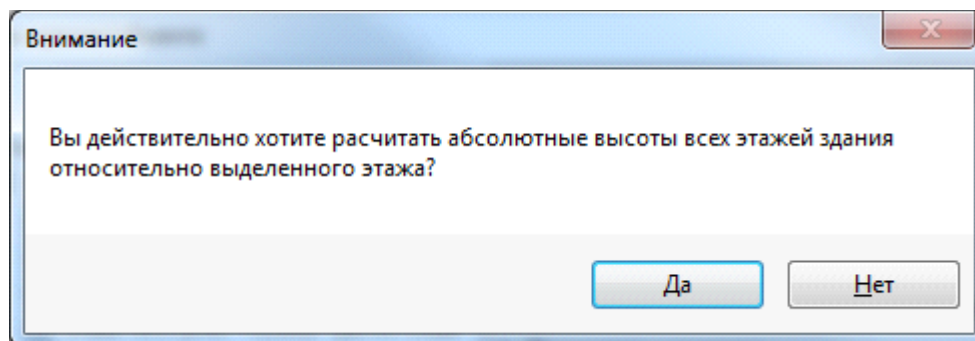 Внимание
Вы действительно хотите расчитать абсолютные высоты всех этажей здания
относительно выделенного этажа?
Да
Нет